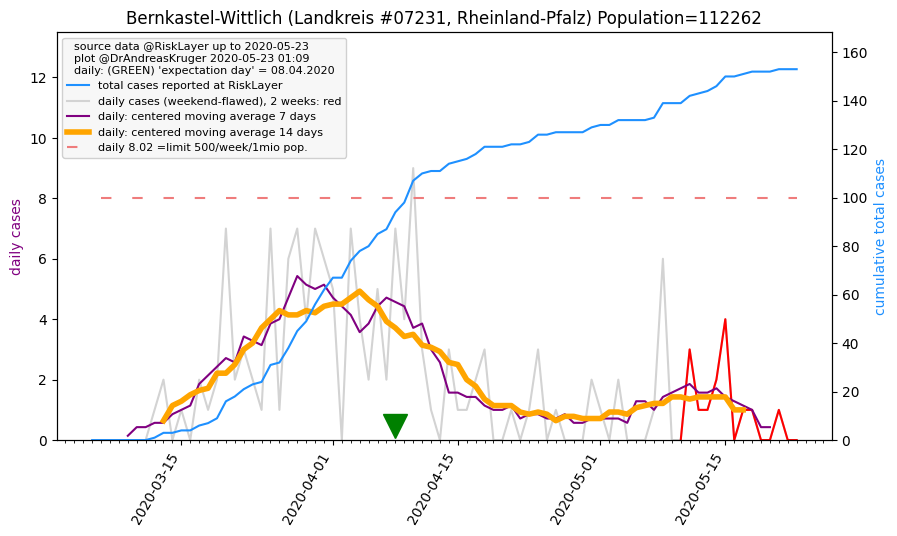 Bernkastel-Wittlich (Landkreis #07231, Rheinland-Pfalz) Population=112262
source data @RiskLayer up to 2020-05-23
plot @DrAndreasKruger 2020-05-23 01:09
daily: (GREEN) 'expectation day' = 08.04.2020
total cases reported at RiskLayer
daily cases (weekend-flawed), 2 weeks: red
daily: centered moving average 7 days
daily: centered moving average 14 days
daily 8.02 =limit 500/week/1mio pop.
daily cases
12
10
8
6
4
2
0
160
140
120
100
80
60
40
20
0
cumulative total cases
2020-03-15
2020-04-01
2020-04-15
2020-05-01
2020-05-15